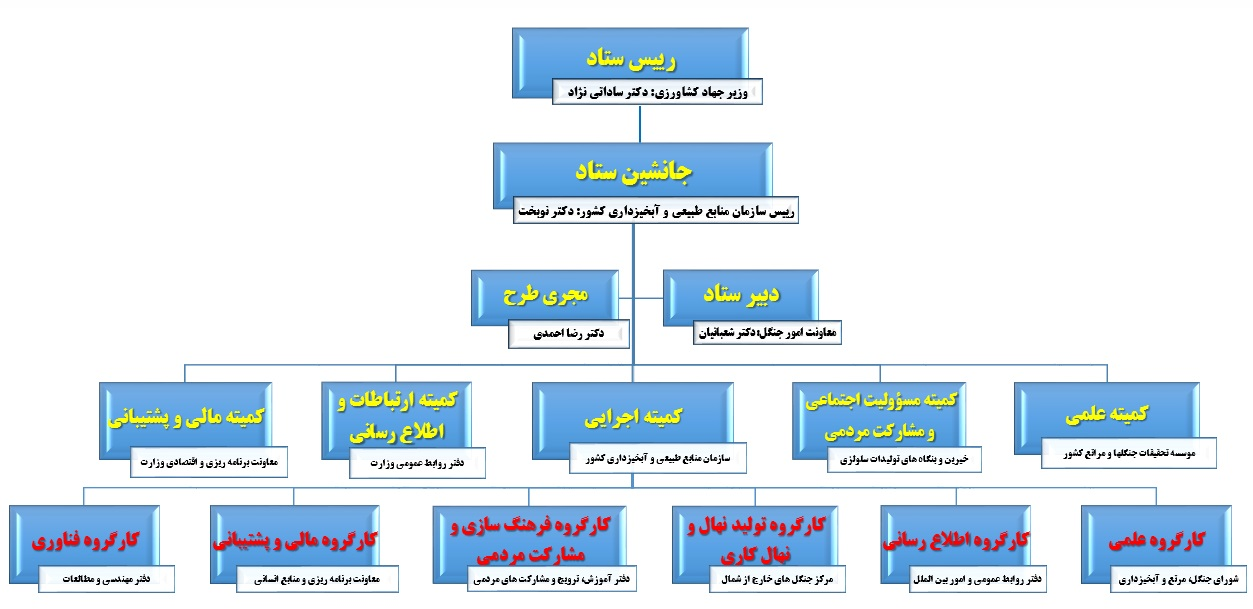 رییس ستاد
وزیر جهاد کشاورزی: دکتر ساداتی نژاد
جانشین ستاد
رییس سازمان منابع طبیعی و آبخیزداری کشور: دکتر نوبخت
دبیر ستاد
معاونت امور جنگل: دکتر شعبانیان
مجری طرح
دکتر رضا احمدی
کمیته علمی
موسسه تحقیقات جنگلها و مراتع کشور
کمیته مسؤولیت اجتماعی
و مشارکت مردمی
خیرین و بنگاه های تولیدات سلولزی
کمیته اجرایی
سازمان منابع طبیعی و آبخیزداری کشور
کمیته ارتباطات و
اطلاع رسانی
دفتر روابط عمومی وزارت
کمیته مالی و پشتیبانی
معاونت برنامه ریزی و اقتصادی وزارت
کارگروه علمی
شورای جنگل، مرتع و آبخیزداری
کارگروه اطلاع رسانی
دفتر روابط عمومی و امور بین الملل
کارگروه تولید نهال و
نهال کاری
مرکز جنگل های خارج از شمال
کارگروه فرهنگ سازی و
مشارکت مردمی
دفتر آموزش، ترویج و مشارکت های مردمی
کارگروه مالی و پشتیبانی
معاونت برنامه ریزی و منابع انسانی
کارگروه فناوری
دفتر مهندسی و مطالعات